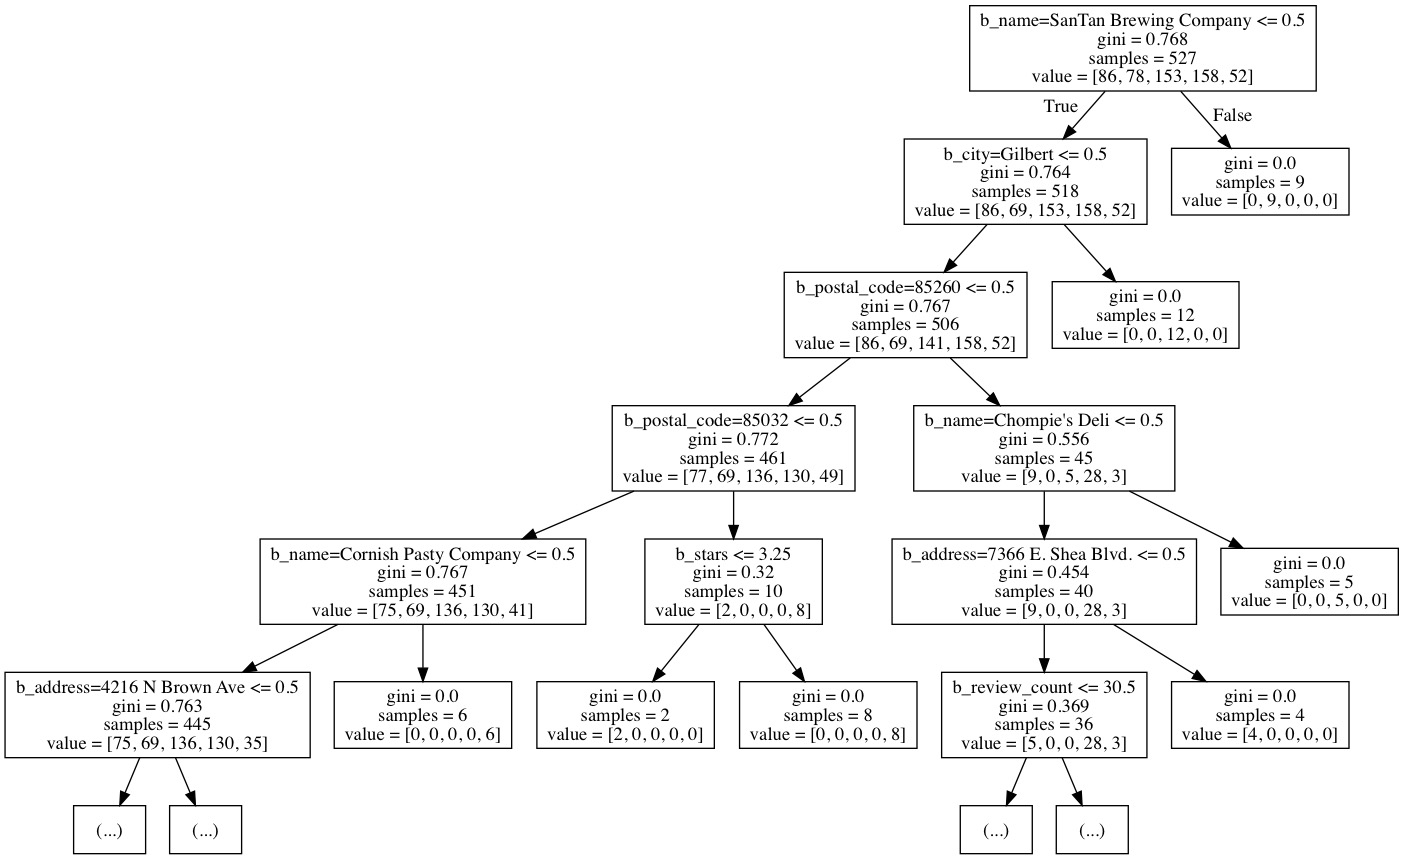 b_name=SanTan Brewing Company <= 0.5
gini = 0.768
samples = 527
value = [86, 78, 153, 158, 52]
True
False
b_city=Gilbert <= 0.5
gini = 0.764
samples = 518
value = [86, 69, 153, 158, 52]
gini = 0.0
samples = 9
value = [0, 9, 0, 0, 0]
b_postal_code=85260 <= 0.5
gini = 0.767
samples = 506
value = [86, 69, 141, 158, 52]
gini = 0.0
samples = 12
value = [0, 0, 12, 0, 0]
b_postal_code=85032 <= 0.5
gini = 0.772
samples = 461
value = [77, 69, 136, 130, 49]
b_name=Chompie's Deli <= 0.5
gini = 0.556
samples = 45
value = [9, 0, 5, 28, 3]
b_name=Cornish Pasty Company <= 0.5
gini = 0.767
samples = 451
value = [75, 69, 136, 130, 41]
b_stars <= 3.25
gini = 0.32
samples = 10
value = [2, 0, 0, 0, 8]
b_address=7366 E. Shea Blvd. <= 0.5
gini = 0.454
samples = 40
value = [9, 0, 0, 28, 3]
gini = 0.0
samples = 5
value = [0, 0, 5, 0, 0]
b_address=4216 N Brown Ave <= 0.5
gini = 0.763
samples = 445
value = [75, 69, 136, 130, 35]
gini = 0.0
samples = 6
value = [0, 0, 0, 0, 6]
gini = 0.0
samples = 2
value = [2, 0, 0, 0, 0]
gini = 0.0
samples = 8
value = [0, 0, 0, 0, 8]
b_review_count <= 30.5
gini = 0.369
samples = 36
value = [5, 0, 0, 28, 3]
gini = 0.0
samples = 4
value = [4, 0, 0, 0, 0]
(...)
(...)
(...)
(...)